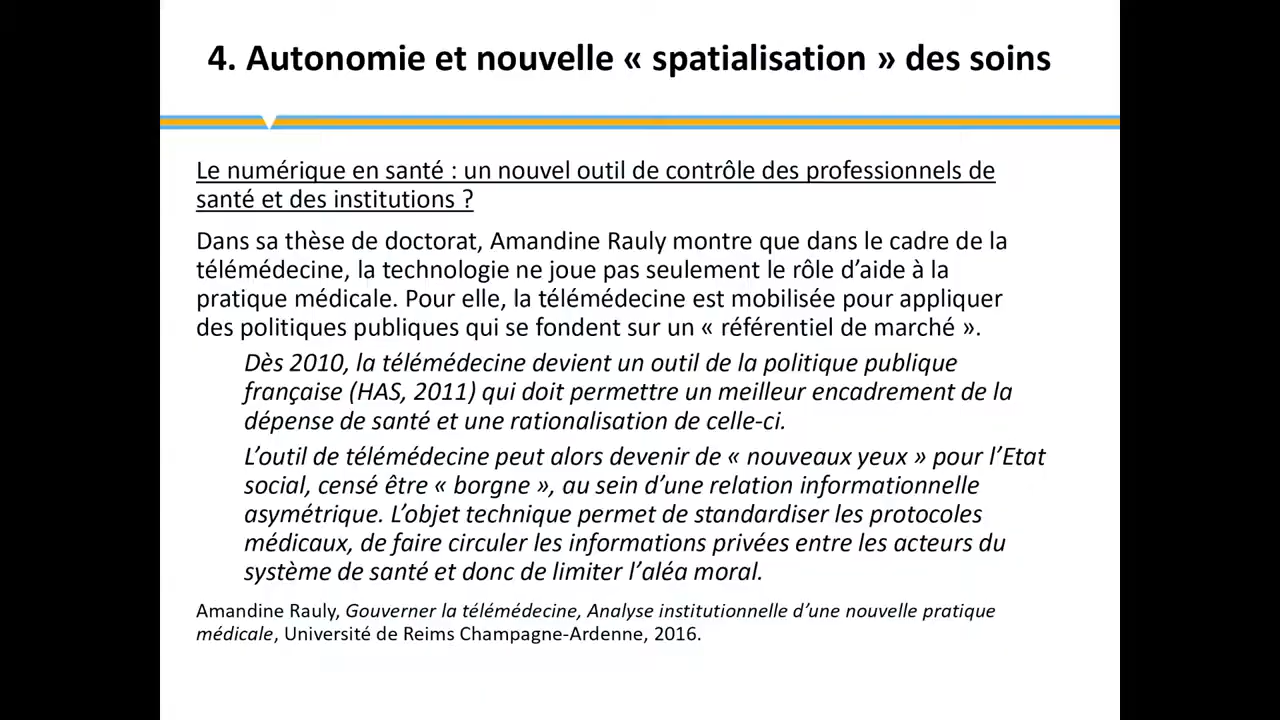 4. Autonomie et nouvelle « spatialisation » des soins
Le numérique en santé : un nouvel outil de contrôle des professionnels de
santé et des institutions ?
Dans sa thèse de doctorat, Amandine Rauly montre que dans le cadre de la
télémédecine, la technologie ne joue pas seulement le rôle d’aide à la
pratique médicale. Pour elle, la télémédecine est mobilisée pour appliquer
des politiques publiques qui se fondent sur un « référentiel de marché ».
Dès 2010, la télémédecine devient un outil de la politique publique
française (HAS, 2011) qui doit permettre un meilleur encadrement de la
dépense de santé et une rationalisation de celle-ci.
L’outil de télémédecine peut alors devenir de « nouveaux yeux » pour l’Etat
social, censé être « borgne », au sein d’une relation informationnelle
asymétrique. L’objet technique permet de standardiser les protocoles
médicaux, de faire circuler les informations privées entre les acteurs du
système de santé et donc de limiter l’aléa moral.
Amandine Rauly, Gouverner la télémédecine, Analyse institutionnelle d’une nouvelle pratique
médicale, Université de Reims Champagne-Ardenne, 2016.